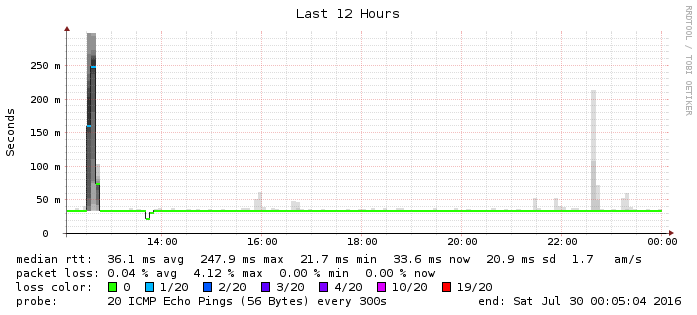 Last 12 Hours
RRDTOOL / TOBI OETIKER
Seconds
250 m
200 m
150 m
100 m
50 m
0
14:00 16:00 18:00 20:00 22:00 00:00
median rtt: 36.1 ms avg 247.9 ms max 21.7 ms min 33.6 ms now 20.9 ms sd 1.7 am/s
packet loss: 0.04 % avg 4.12 % max 0.00 % min 0.00 % now
loss color: 0 1/20 2/20 3/20 4/20 10/20 19/20
probe: 20 ICMP Echo Pings (56 Bytes) every 300s end: Sat Jul 30 00:05:04 2016